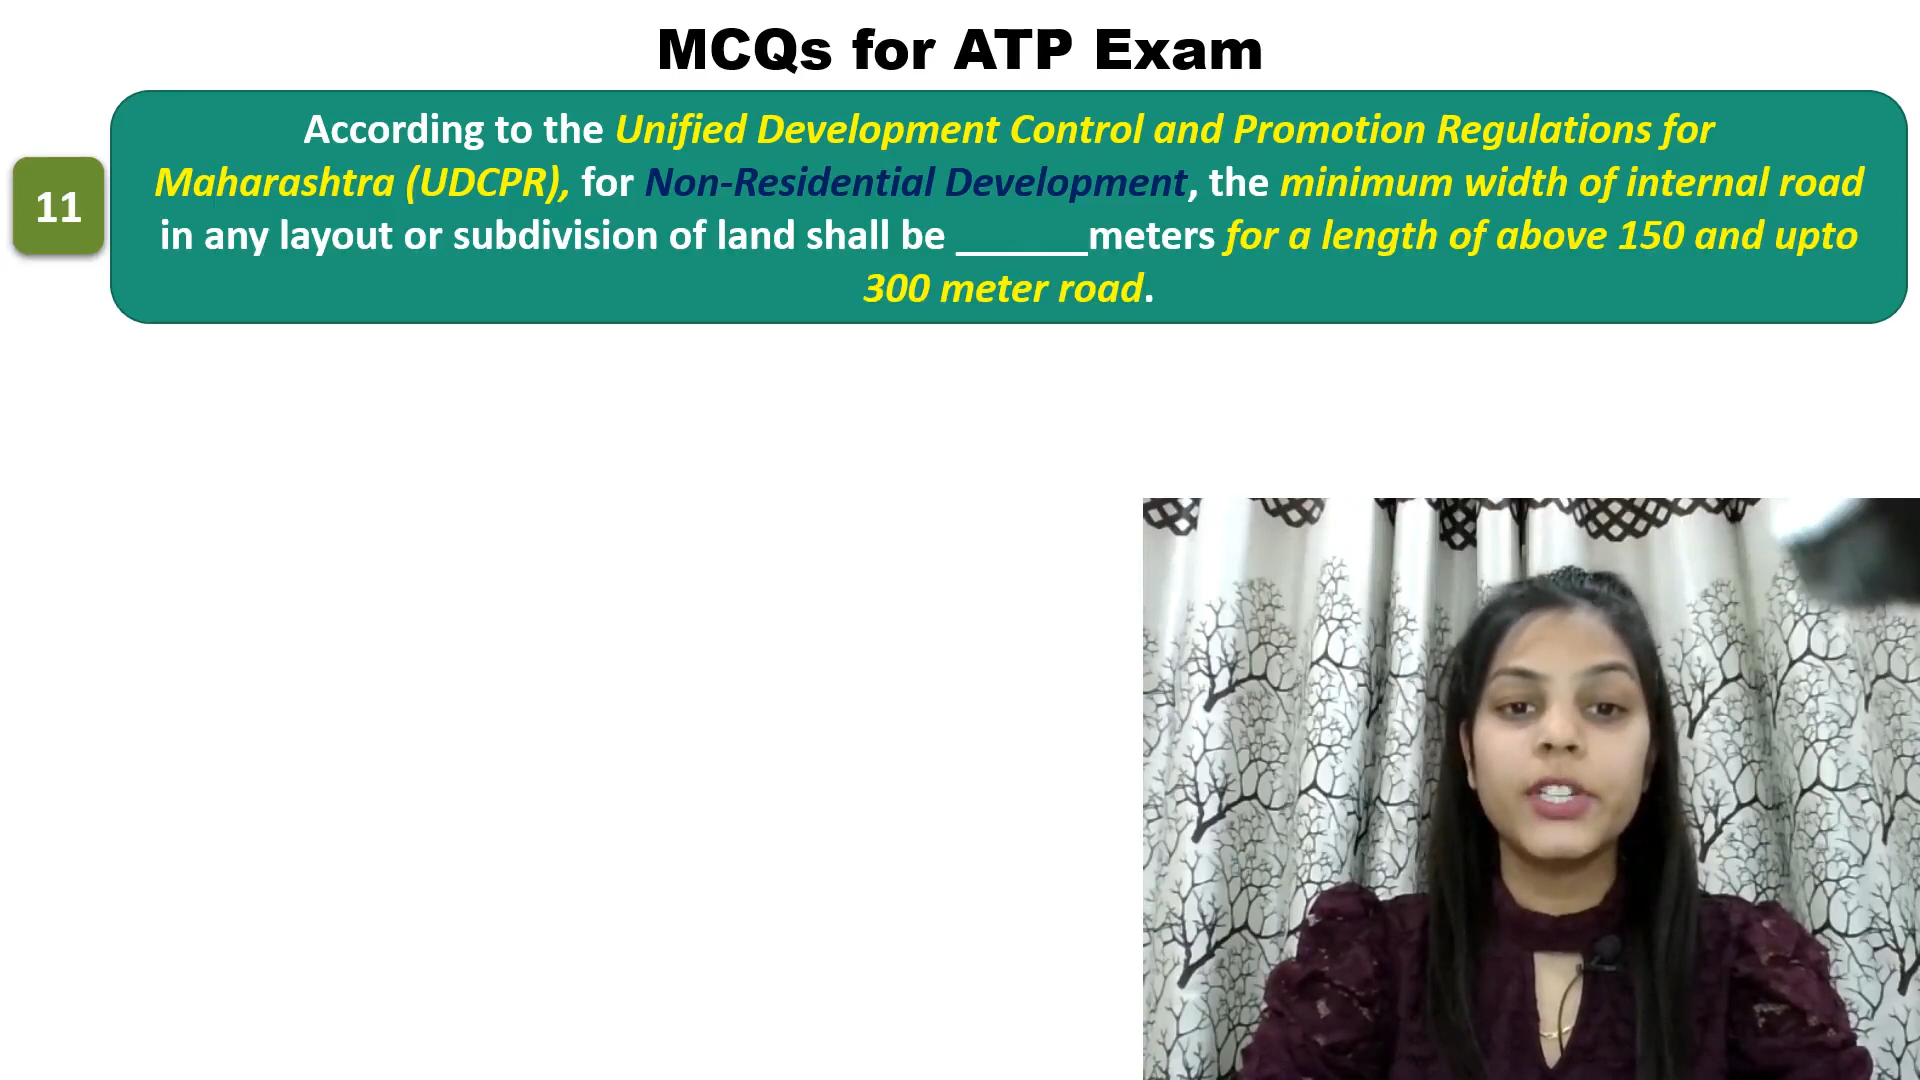 MCQs for ATP Exam
11
According to the Unified Development Control and Promotion Regulations for
Maharashtra (UDCPR), for Non-Residential Development, the minimum width of internal road
in any layout or subdivision of land shall be ______meters for a length of above 150 and upto
300 meter road.